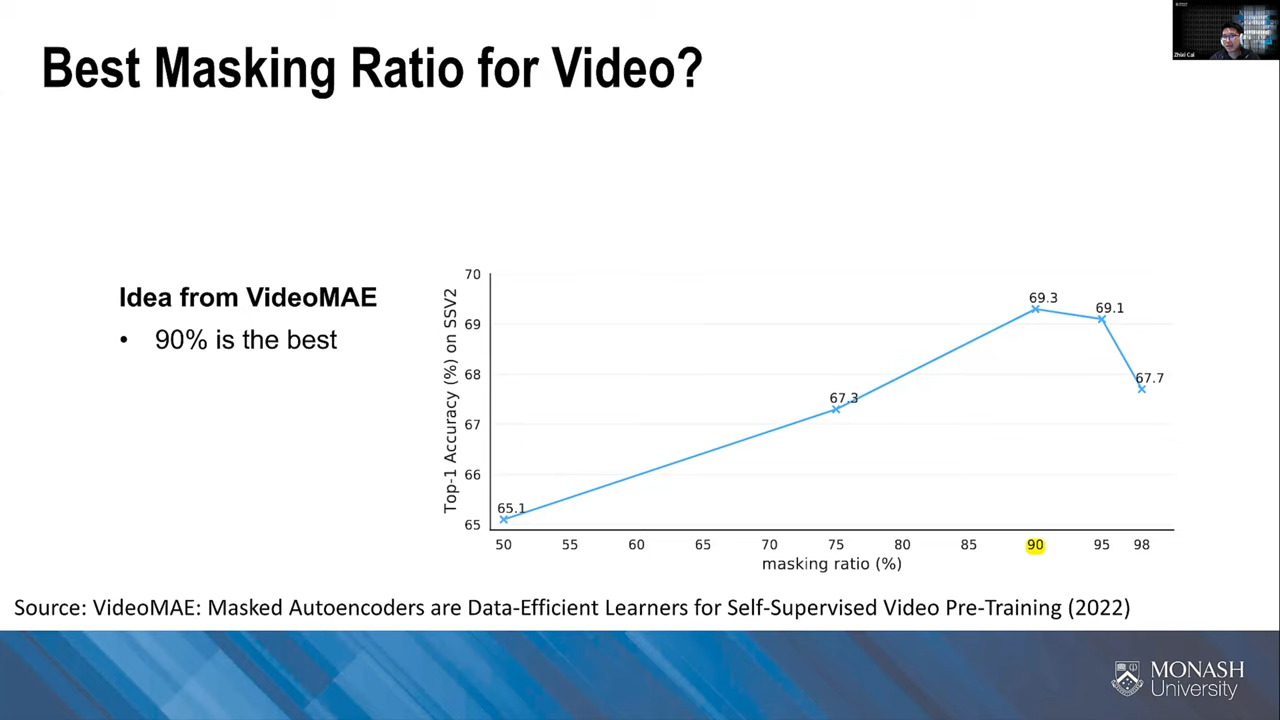 Best Masking Ratio for Video?
Zhixi Cai
Idea from VideoMAE
• 90% is the best
Top-1 Accuracy (%) on SSV2
70
69
68
67
66
65
65.1
67.3
69.3
69.1
67.7
50 55 60 65 70 75 80 85 90 95 98
masking ratio (%)
Source: VideoMAE: Masked Autoencoders are Data-Efficient Learners for Self-Supervised Video Pre-Training (2022)
MONASH
University